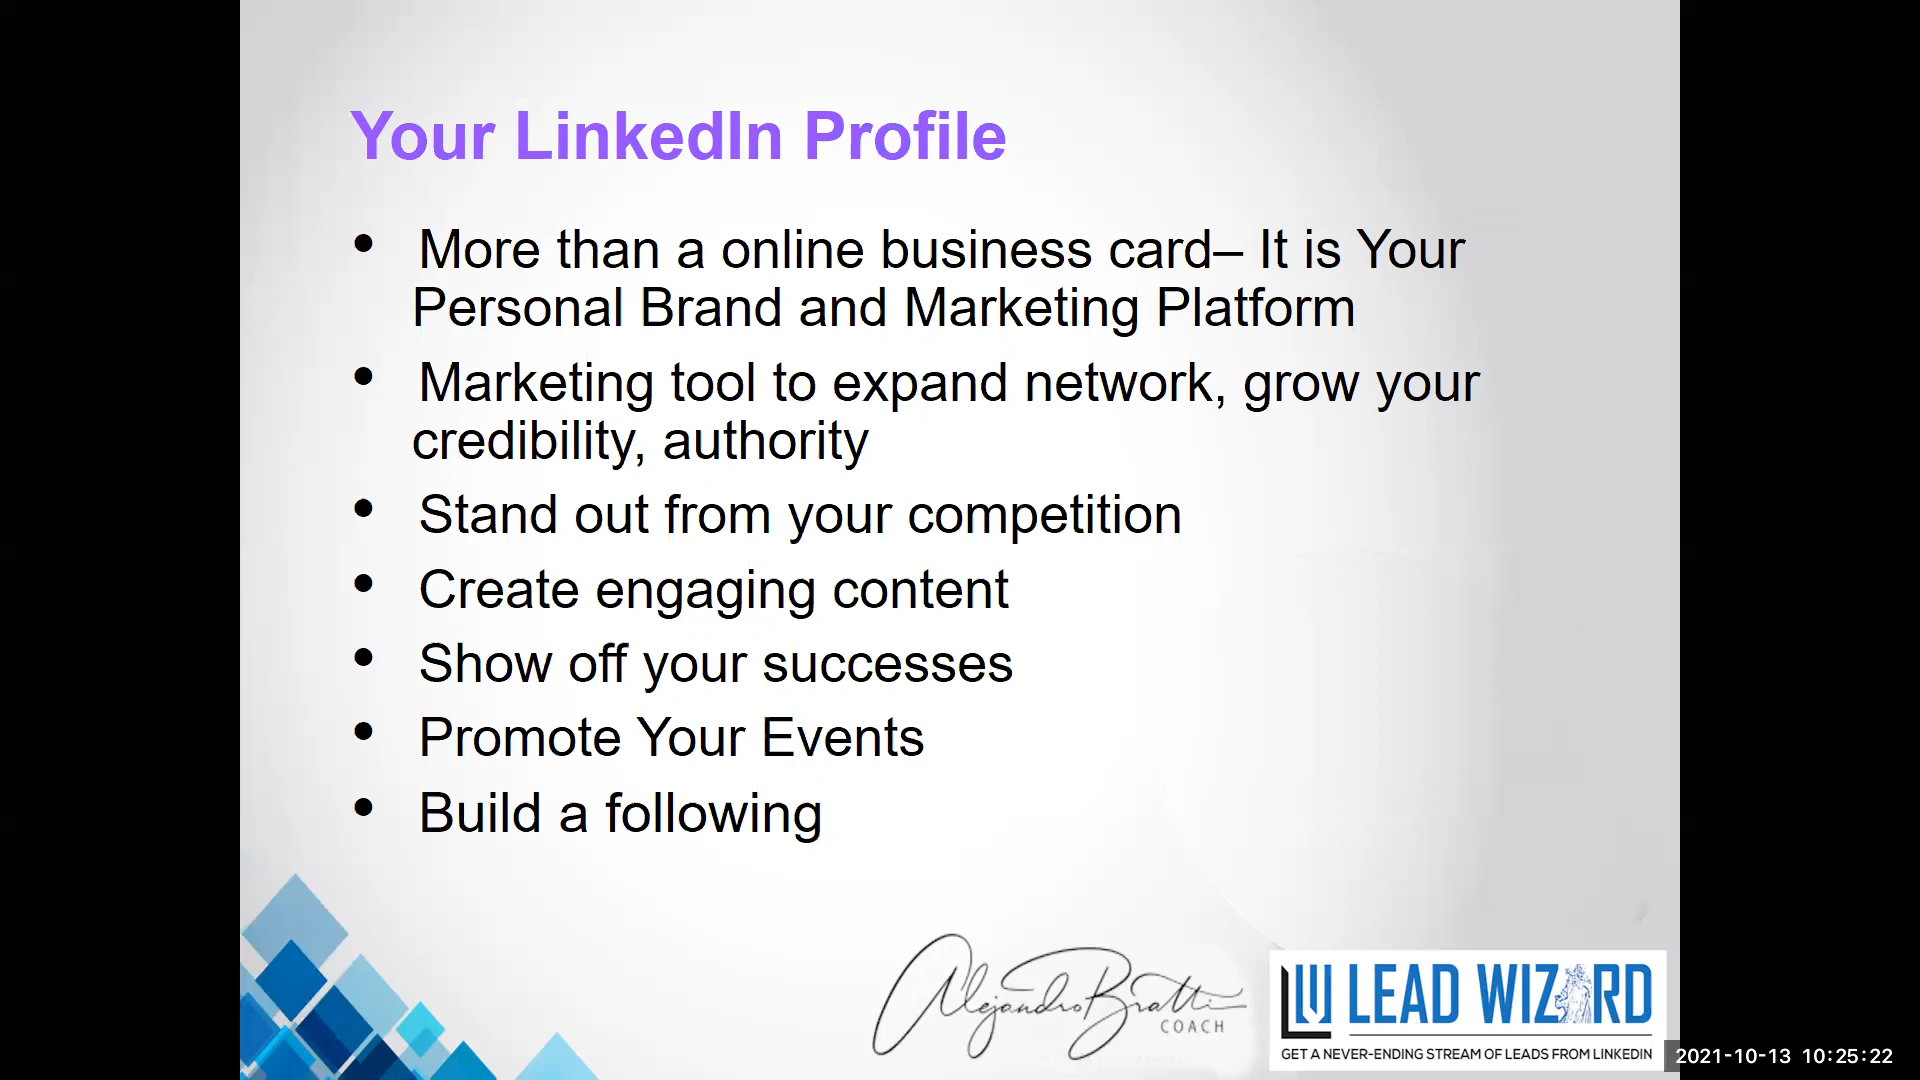 Your LinkedIn Profile
• More than a online business card– It is Your
Personal Brand and Marketing Platform
• Marketing tool to expand network, grow your
credibility, authority
• Stand out from your competition
• Create engaging content
• Show off your successes
• Promote Your Events
• Build a following
Alejandro Bratti
COACH
LW LEAD WIZARD
GET A NEVER-ENDING STREAM OF LEADS FROM LINKEDIN
2021-10-13 10:25:22